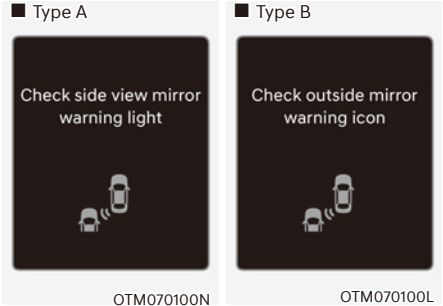 ■ Type A
Check side view mirror
warning light
OTM070100N
■ Type B
Check outside mirror
warning icon
OTM070100L